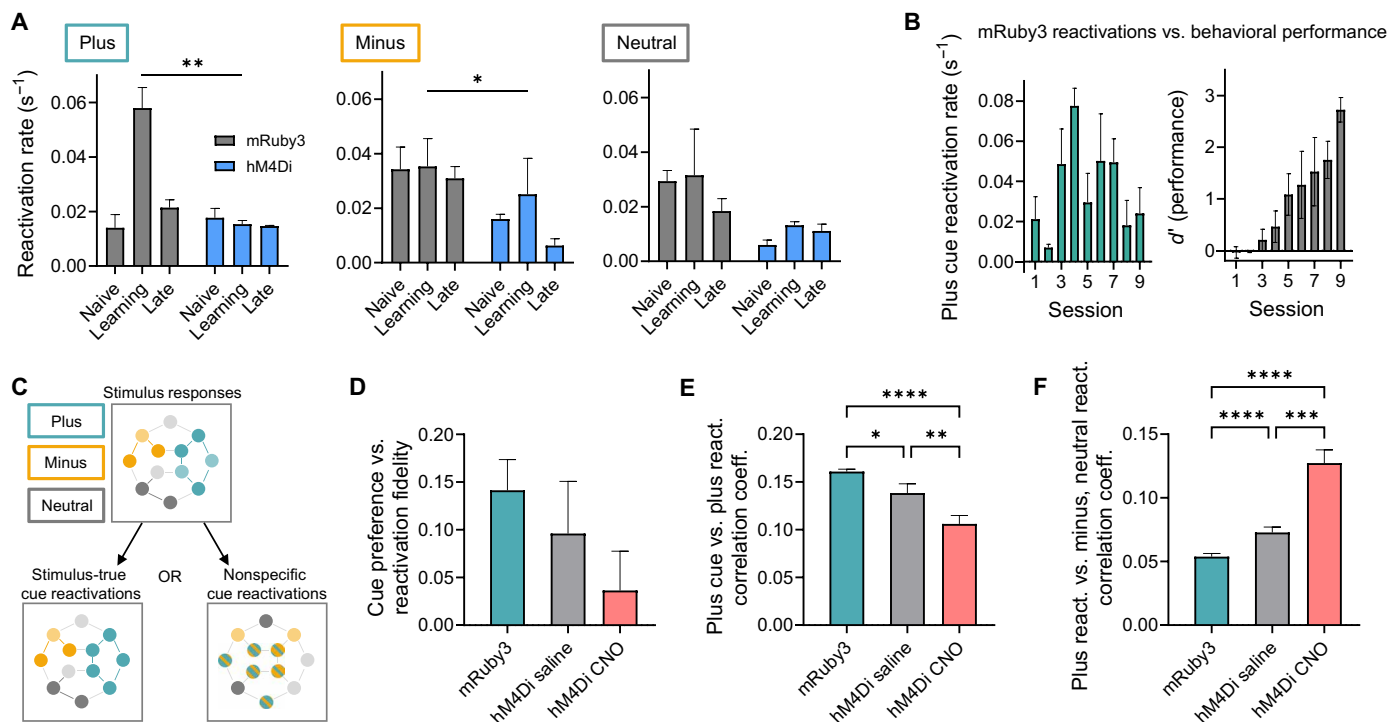 A
Plus
Minus
Neutral
Reactivation rate (s⁻¹)
0.06
0.04
0.02
0.00
**
mRuby3
hM4Di
Naive
Learning
Late
Naive
Learning
Late
0.06
0.04
0.02
0.00
*
Naive
Learning
Late
Naive
Learning
Late
0.06
0.04
0.02
0.00
Naive
Learning
Late
Naive
Learning
Late
B
mRuby3 reactivations vs. behavioral performance
Plus cue reactivation rate (s⁻¹)
0.08
0.06
0.04
0.02
0.00
1 3 5 7 9
Session
d' (performance)
3
2
1
0
1 3 5 7 9
Session
C
Stimulus responses
Plus
Minus
Neutral
Stimulus-true
cue reactivations
OR
Nonspecific
cue reactivations
D
Cue preference vs.
reactivation fidelity
0.20
0.15
0.10
0.05
0.00
mRuby3
hM4Di saline
hM4Di CNO
E
Plus cue vs. plus react.
correlation coeff.
0.20
0.15
0.10
0.05
0.00
****
*
**
mRuby3
hM4Di saline
hM4Di CNO
F
Plus react. vs. minus, neutral react.
correlation coeff.
0.15
0.10
0.05
0.00
****
****
***
mRuby3
hM4Di saline
hM4Di CNO